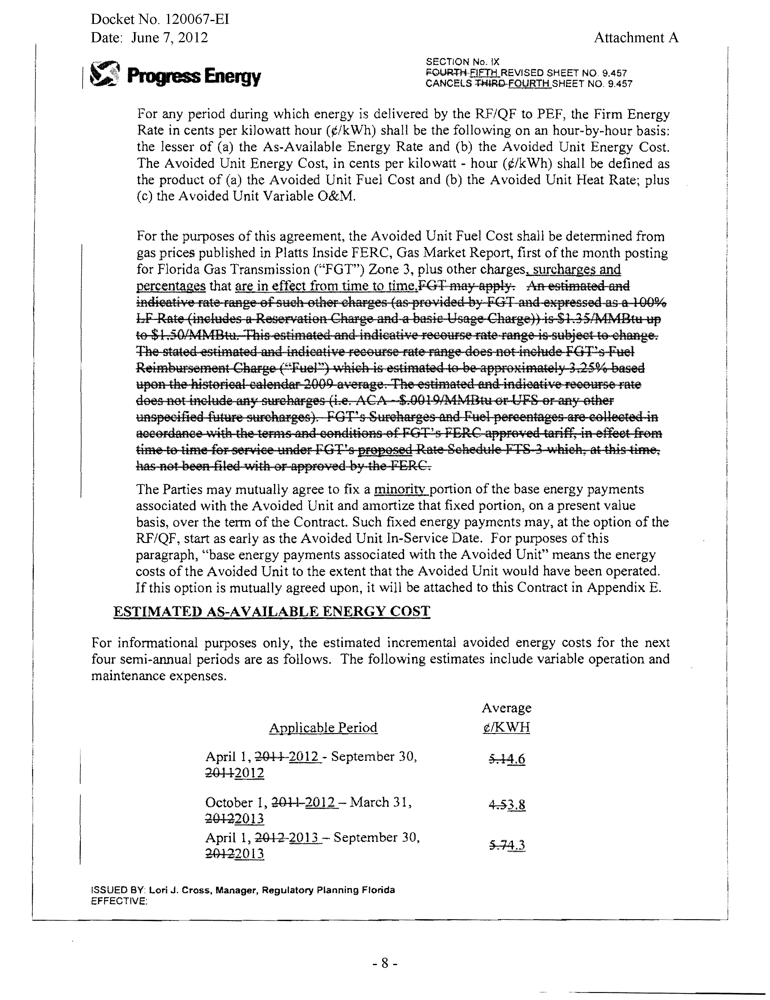 Docket No. 120067-EI
Date: June 7, 2012
Attachment A
Progress Energy
SECTION No. IX
FOURTH FIFTH REVISED SHEET NO. 9.457
CANCELS THIRD FOURTH SHEET NO. 9.457
For any period during which energy is delivered by the RF/QF to PEF, the Firm Energy
Rate in cents per kilowatt hour (¢/kWh) shall be the following on an hour-by-hour basis:
the lesser of (a) the As-Available Energy Rate and (b) the Avoided Unit Energy Cost.
The Avoided Unit Energy Cost, in cents per kilowatt - hour (¢/kWh) shall be defined as
the product of (a) the Avoided Unit Fuel Cost and (b) the Avoided Unit Heat Rate; plus
(c) the Avoided Unit Variable O&M.
For the purposes of this agreement, the Avoided Unit Fuel Cost shall be determined from
gas prices published in Platts Inside FERC, Gas Market Report, first of the month posting
for Florida Gas Transmission (“FGT”) Zone 3, plus other charges, surcharges and
percentages that are in effect from time to time.FGT may apply. An estimated and
indicative rate range of such other charges (as provided by FGT and expressed as a 100%
LF Rate (includes a Reservation Charge and a basic Usage Charge)) is $1.35/MMBtu up
to $1.50/MMBtu. This estimated and indicative recourse rate range is subject to change.
The stated estimated and indicative recourse rate range does not include FGT’s Fuel
Reimbursement Charge (“Fuel”) which is estimated to be approximately 3.25% based
upon the historical calendar 2009 average. The estimated and indicative recourse rate
does not include any surcharges (i.e. ACA - $.0019/MMBtu or UFS or any other
unspecified future surcharges). FGT’s Surcharges and Fuel percentages are collected in
accordance with the terms and conditions of FGT’s FERC approved tariff, in effect from
time to time for service under FGT’s proposed Rate Schedule FTS-3 which, at this time,
has not been filed with or approved by the FERC.
The Parties may mutually agree to fix a minority portion of the base energy payments
associated with the Avoided Unit and amortize that fixed portion, on a present value
basis, over the term of the Contract. Such fixed energy payments may, at the option of the
RF/QF, start as early as the Avoided Unit In-Service Date. For purposes of this
paragraph, “base energy payments associated with the Avoided Unit” means the energy
costs of the Avoided Unit to the extent that the Avoided Unit would have been operated.
If this option is mutually agreed upon, it will be attached to this Contract in Appendix E.
ESTIMATED AS-AVAILABLE ENERGY COST
For informational purposes only, the estimated incremental avoided energy costs for the next
four semi-annual periods are as follows. The following estimates include variable operation and
maintenance expenses.
Average
Applicable Period ¢/KWH
April 1, 2011 2012 - September 30, 5.14.6
20112012
October 1, 2011 2012 – March 31, 4.53.8
20122013
April 1, 2012 2013 – September 30, 5.74.3
20122013
ISSUED BY: Lori J. Cross, Manager, Regulatory Planning Florida
EFFECTIVE:
- 8 -